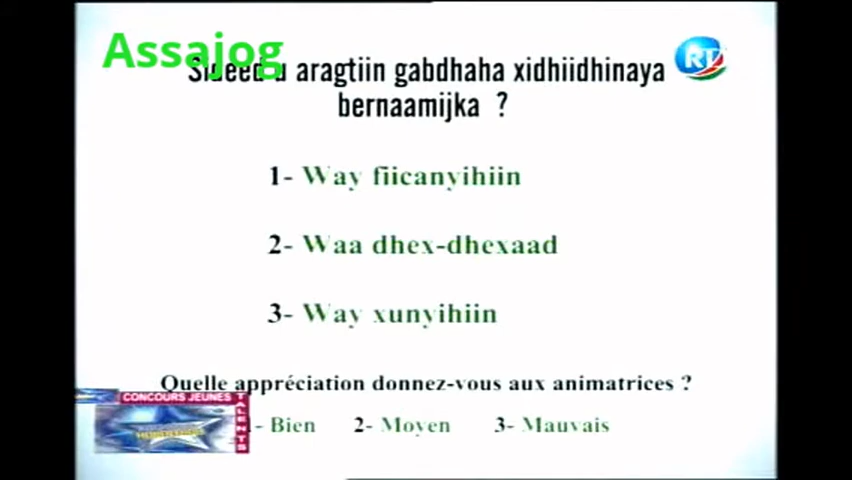 Assajog
Sideed u aragtiin gabdhaha xidhiidhinaya
bernaamijka ?
RT
1- Way fiicanyihiin
2- Waa dhex-dhexaad
3- Way xunyihiin
Quelle appréciation donnez-vous aux animatrices ?
- Bien 2- Moyen 3- Mauvais
CONCOURS JEUNES
TALENTS